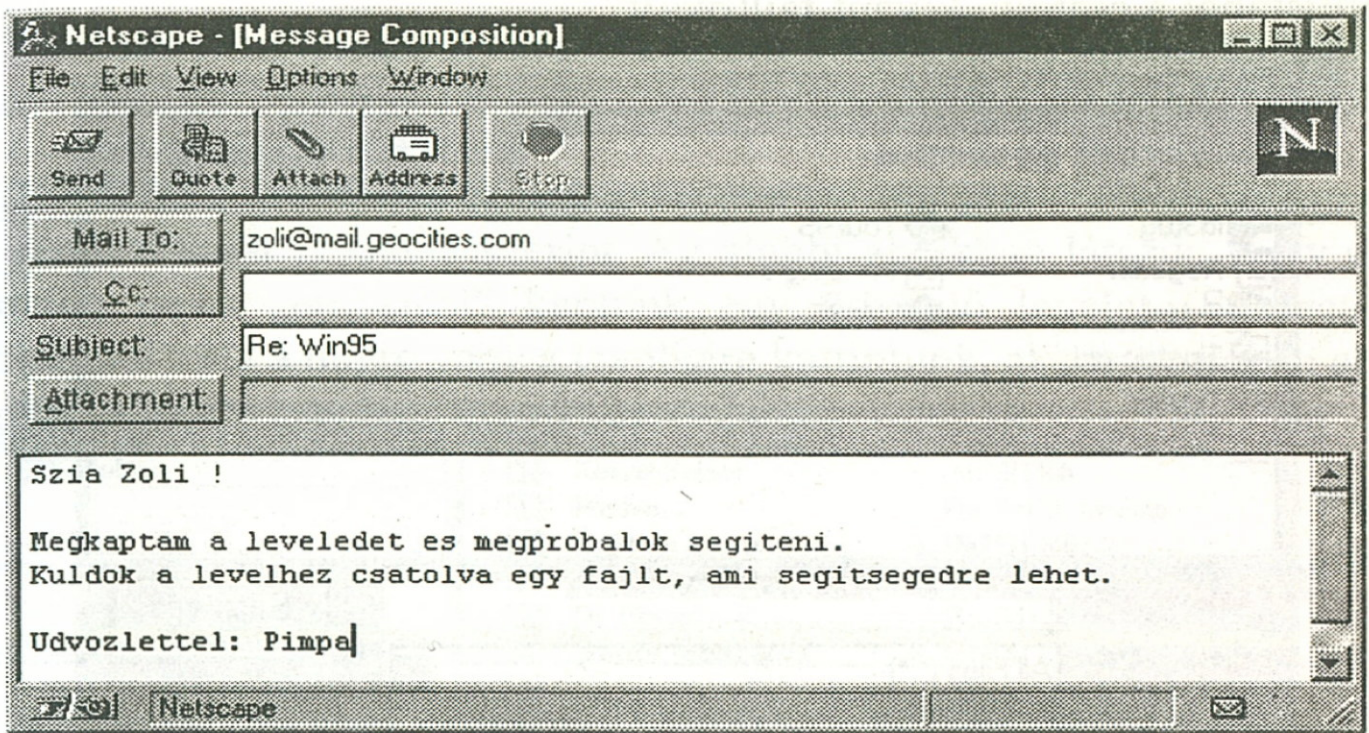 Netscape - [Message Composition]
File Edit View Options Window
Send Quote Attach Address Stop
N
Mail To: zoli@mail.geocities.com
Cc:
Subject: Re: Win95
Attachment:
Szia Zoli !
Megkaptam a leveledet es megprobalok segiteni.
Kuldok a levelhez csatolva egy fajlt, ami segitsegedre lehet.
Udvozlettel: Pimpa
Netscape